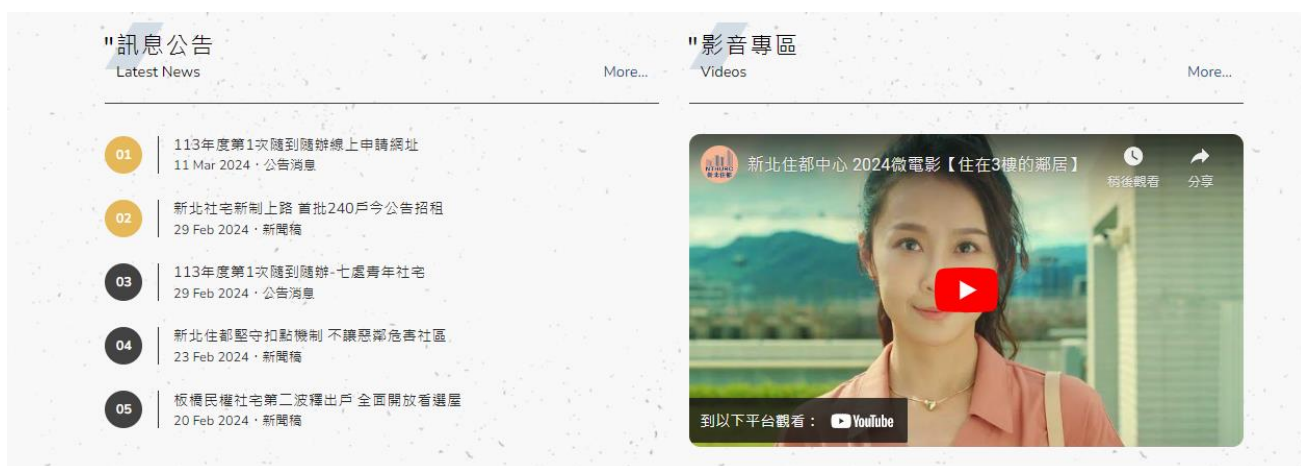 "訊息公告
Latest News
More...
01
113年度第1次隨到隨辦線上申請網址
11 Mar 2024・公告消息
02
新北社宅新制上路 首批240戶今公告招租
29 Feb 2024・新聞稿
03
113年度第1次隨到隨辦-七處青年社宅
29 Feb 2024・公告消息
04
新北住都堅守扣點機制 不讓惡鄰危害社區
23 Feb 2024・新聞稿
05
板橋民權社宅第二波釋出戶 全面開放看選屋
20 Feb 2024・新聞稿
"影音專區
Videos
More...
新北住都中心 2024微電影【住在3樓的鄰居】
稍後觀看
分享
到以下平台觀看：
YouTube